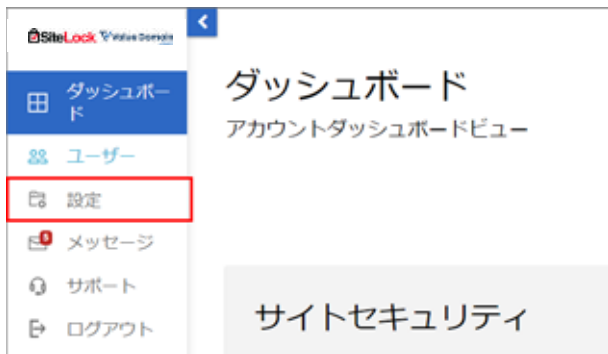 SiteLock Value Domain
ダッシュボー
ド
ユーザー
設定
5
メッセージ
サポート
ログアウト
ダッシュボード
アカウントダッシュボードビュー
サイトセキュリティ